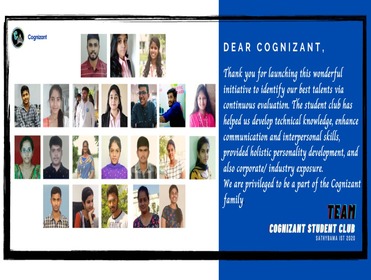 Cognizant
DEAR COGNIZANT,
Thank you for launching this wonderful
initiative to identify our best talents via
continuous evaluation. The student club has
helped us develop technical knowledge, enhance
communication and interpersonal skills,
provided holistic personality development, and
also corporate/ industry exposure.
We are privileged to be a part of the Cognizant
family
TEAM
COGNIZANT STUDENT CLUB
SATHYBAMA IST 2020